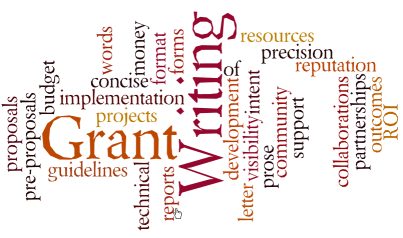 proposals
pre-proposals
budget
words
concise
money
format
forms
implementation
projects
Grant
guidelines
technical
reports
Writing
resources
precision
reputation
of
development
letter
visibility
intent
prose
community
support
collaborations
partnerships
outcomes
ROI